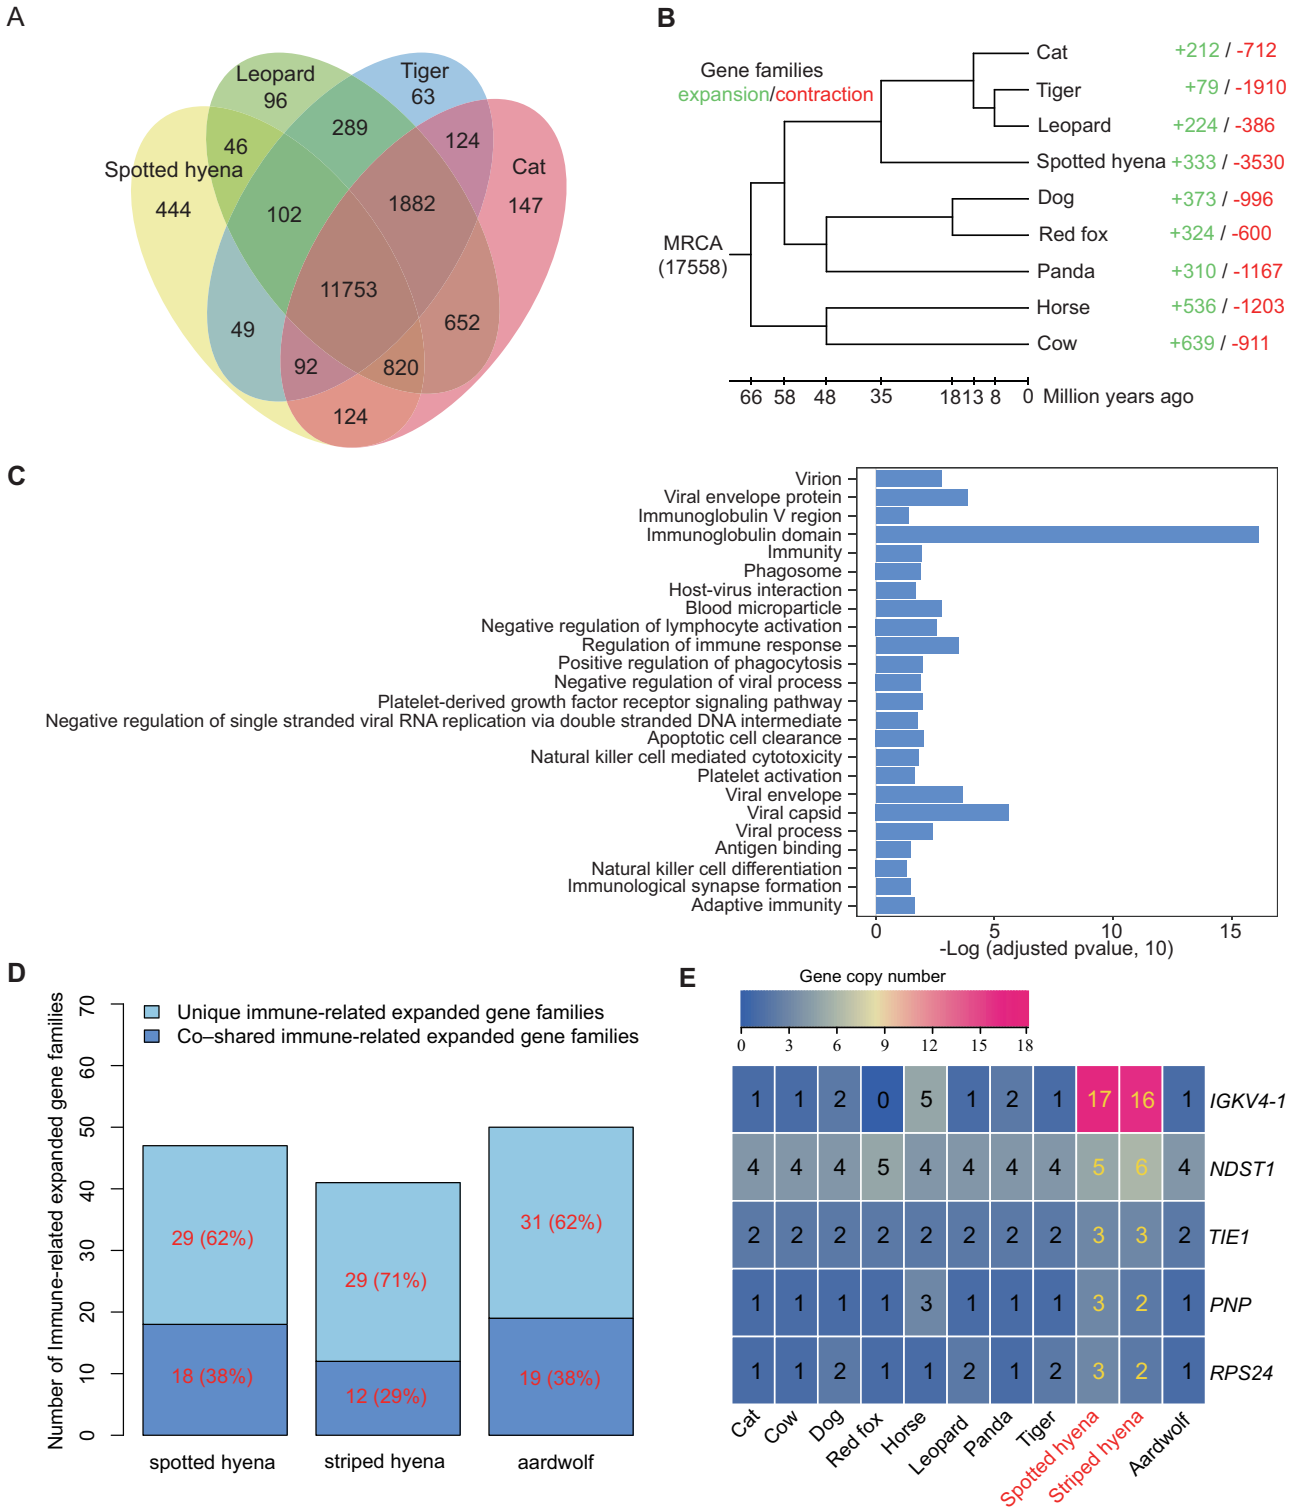 A
Leopard
96
Tiger
63
46
289
124
Cat
147
Spotted hyena
444
102
1882
11753
49
652
92
820
124
B
Gene families
expansion/contraction
MRCA
(17558)
Cat +212 / -712
Tiger +79 / -1910
Leopard +224 / -386
Spotted hyena +333 / -3530
Dog +373 / -996
Red fox +324 / -600
Panda +310 / -1167
Horse +536 / -1203
Cow +639 / -911
66 58 48 35 18 13 8 0 Million years ago
C
Virion
Viral envelope protein
Immunoglobulin V region
Immunoglobulin domain
Immunity
Phagosome
Host-virus interaction
Blood microparticle
Negative regulation of lymphocyte activation
Regulation of immune response
Positive regulation of phagocytosis
Negative regulation of viral process
Platelet-derived growth factor receptor signaling pathway
Negative regulation of single stranded viral RNA replication via double stranded DNA intermediate
Apoptotic cell clearance
Natural killer cell mediated cytotoxicity
Platelet activation
Viral envelope
Viral capsid
Viral process
Antigen binding
Natural killer cell differentiation
Immunological synapse formation
Adaptive immunity
0 5 10 15
-Log (adjusted pvalue, 10)
D
Number of Immune-related expanded gene families
70
60
50
40
30
20
10
0
Unique immune-related expanded gene families
Co–shared immune-related expanded gene families
29 (62%)
18 (38%)
29 (71%)
12 (29%)
31 (62%)
19 (38%)
spotted hyena
striped hyena
aardwolf
E
Gene copy number
0 3 6 9 12 15 18
1 1 2 0 5 1 2 1 17 16 1 IGKV4-1
4 4 4 5 4 4 4 4 5 6 4 NDST1
2 2 2 2 2 2 2 2 3 3 2 TIE1
1 1 1 1 3 1 1 1 3 2 1 PNP
1 1 2 1 1 2 1 2 3 2 1 RPS24
Cat
Cow
Dog
Red fox
Horse
Leopard
Panda
Tiger
Spotted hyena
Striped hyena
Aardwolf